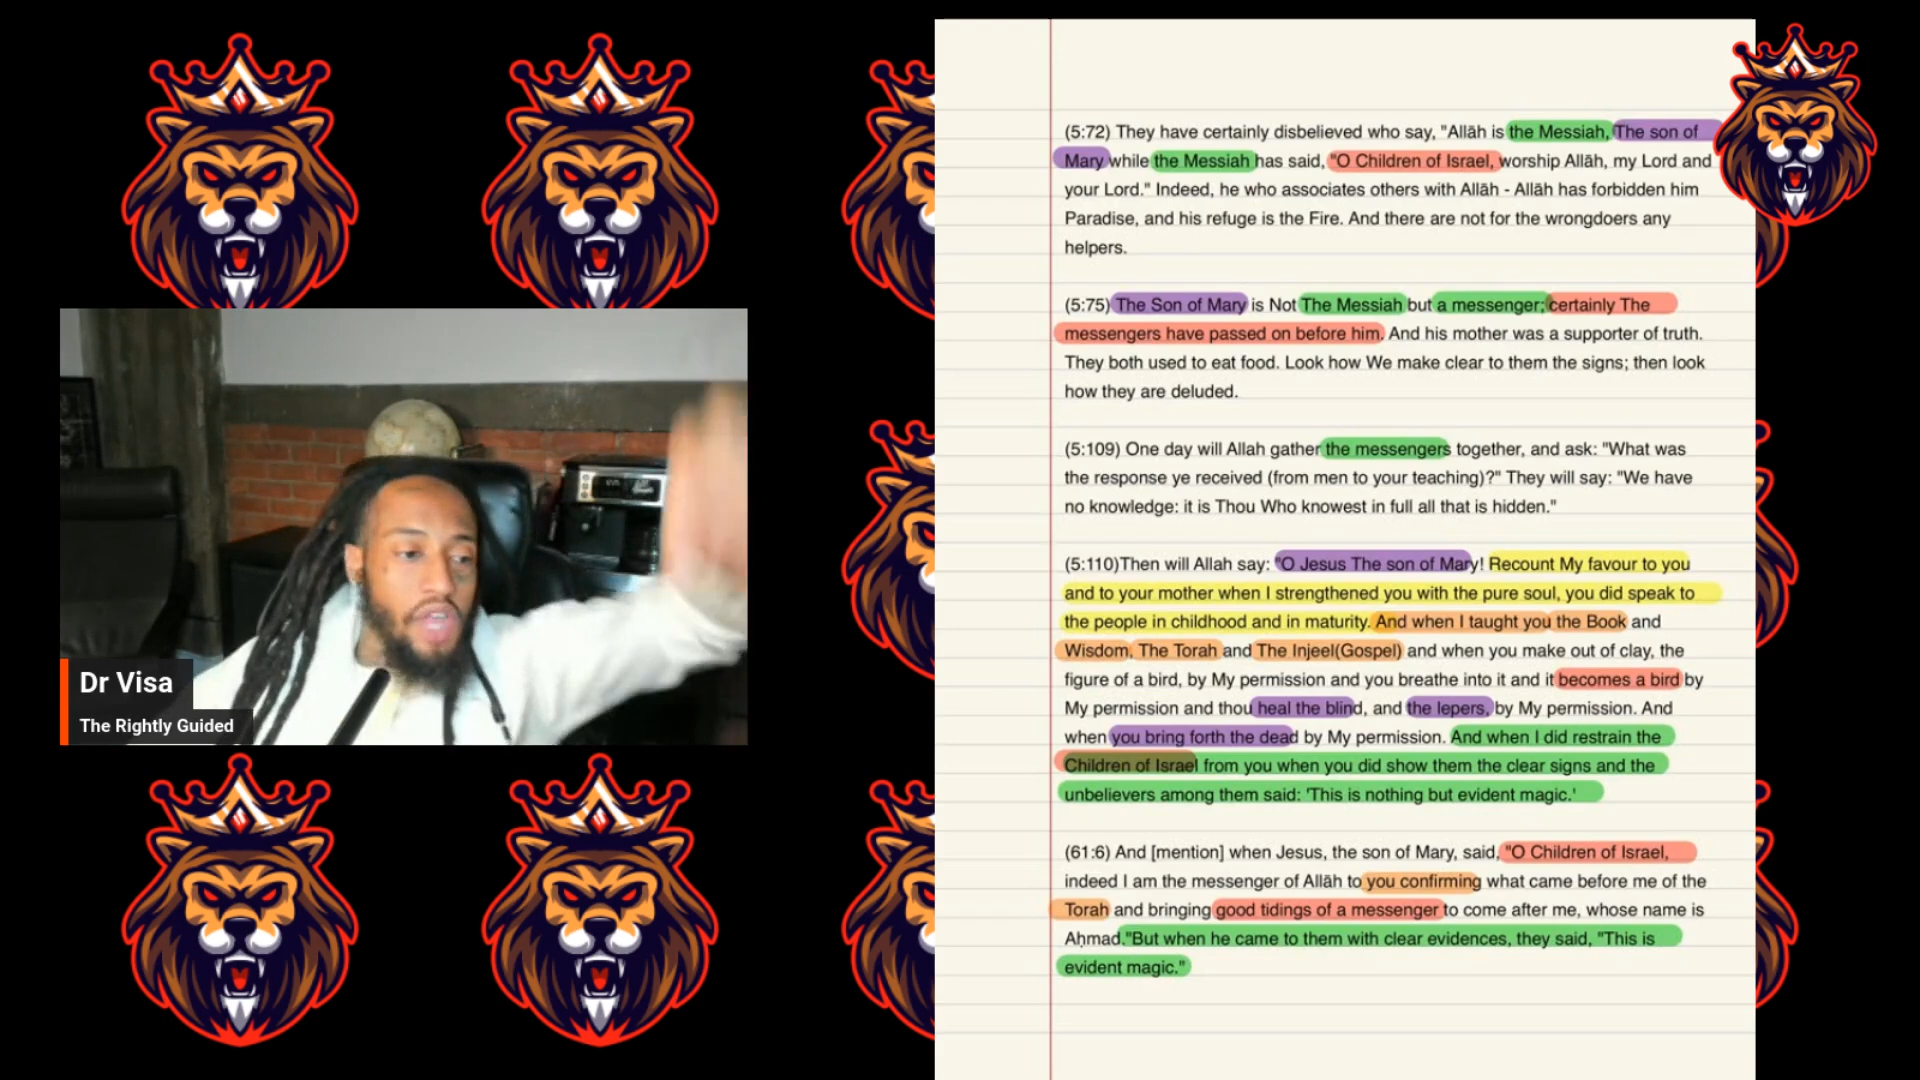 (5:72) They have certainly disbelieved who say, "Allāh is the Messiah, The son of
Mary while the Messiah has said, "O Children of Israel, worship Allāh, my Lord and
your Lord." Indeed, he who associates others with Allāh - Allāh has forbidden him
Paradise, and his refuge is the Fire. And there are not for the wrongdoers any
helpers.
(5:75) The Son of Mary is Not The Messiah but a messenger; certainly The
messengers have passed on before him. And his mother was a supporter of truth.
They both used to eat food. Look how We make clear to them the signs; then look
how they are deluded.
(5:109) One day will Allah gather the messengers together, and ask: "What was
the response ye received (from men to your teaching)?" They will say: "We have
no knowledge: it is Thou Who knowest in full all that is hidden."
(5:110)Then will Allah say: "O Jesus The son of Mary! Recount My favour to you
and to your mother when I strengthened you with the pure soul, you did speak to
the people in childhood and in maturity. And when I taught you the Book and
Wisdom, The Torah and The Injeel(Gospel) and when you make out of clay, the
figure of a bird, by My permission and you breathe into it and it becomes a bird by
My permission and thou heal the blind, and the lepers, by My permission. And
when you bring forth the dead by My permission. And when I did restrain the
Children of Israel from you when you did show them the clear signs and the
unbelievers among them said: 'This is nothing but evident magic.'
(61:6) And [mention] when Jesus, the son of Mary, said, "O Children of Israel,
indeed I am the messenger of Allāh to you confirming what came before me of the
Torah and bringing good tidings of a messenger to come after me, whose name is
Aḥmad."But when he came to them with clear evidences, they said, "This is
evident magic."
Dr Visa
The Rightly Guided